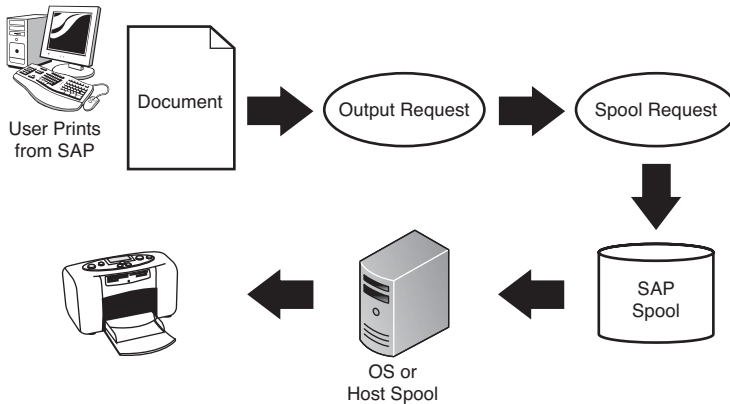 User Prints
from SAP
Document
Output Request
Spool Request
SAP
Spool
OS or
Host Spool